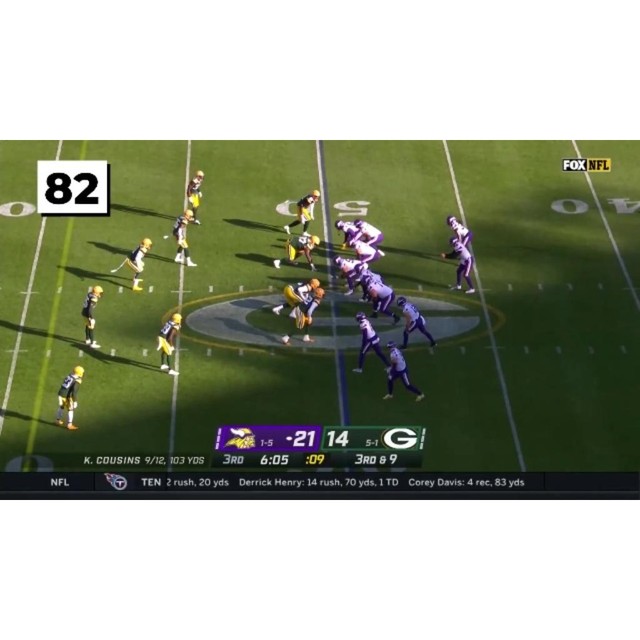 82
FOX NFL
50
40
1-5 21 14 5-1 G
K. COUSINS 9/12, 103 YDS 3RD 6:05 :09 3RD & 9
NFL TEN 2 rush, 20 yds Derrick Henry: 14 rush, 70 yds, 1 TD Corey Davis: 4 rec, 83 yds